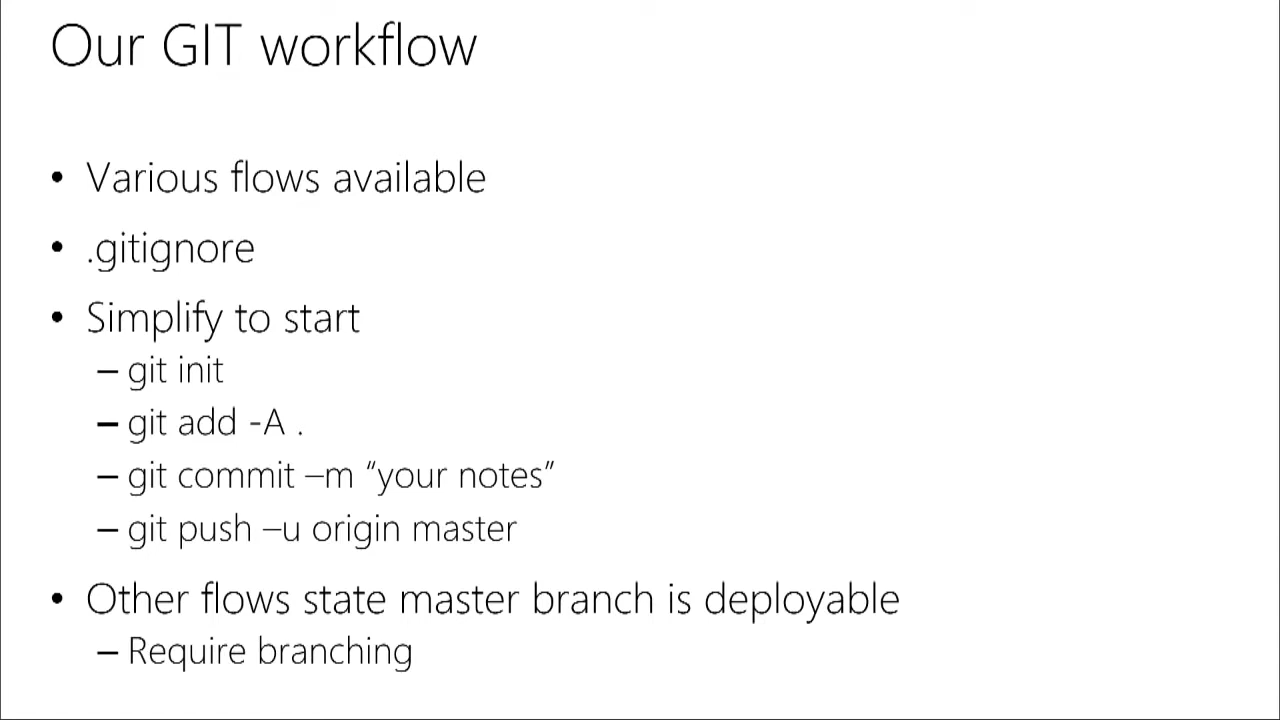 Our GIT workflow
• Various flows available
• .gitignore
• Simplify to start
– git init
– git add -A .
– git commit –m “your notes”
– git push –u origin master
• Other flows state master branch is deployable
– Require branching